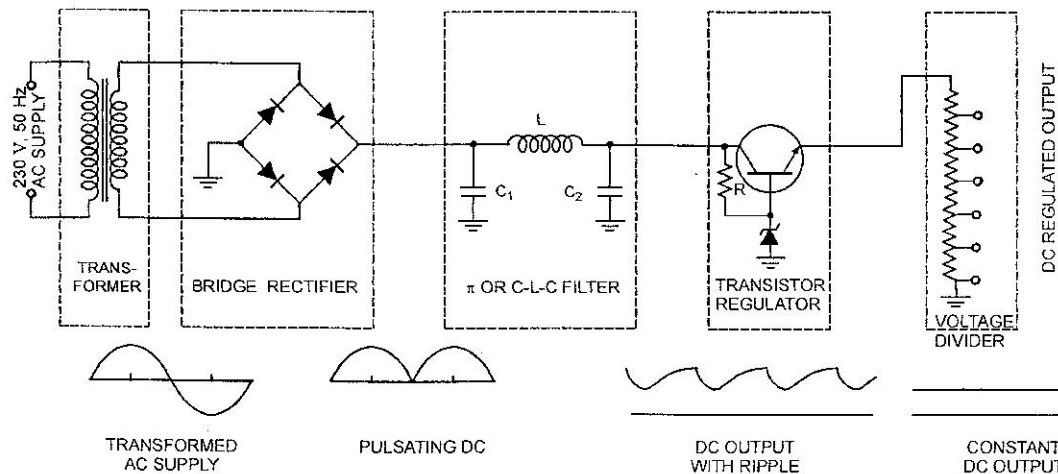 230 V, 50 Hz
AC SUPPLY
TRANS-
FORMER
BRIDGE RECTIFIER
L
C1
C2
π OR C-L-C FILTER
R
TRANSISTOR
REGULATOR
VOLTAGE
DIVIDER
DC REGULATED OUTPUT
TRANSFORMED
AC SUPPLY
PULSATING DC
DC OUTPUT
WITH RIPPLE
CONSTANT
DC OUTPUT